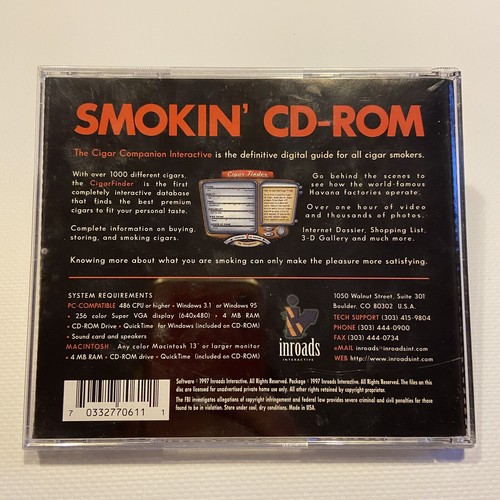 SMOKIN' CD-ROM
The Cigar Companion Interactive is the definitive digital guide for all cigar smokers.
With over 1000 different cigars,
the CigarFinder is the first
completely interactive database
that finds the best premium
cigars to fit your personal taste.
Complete information on buying,
storing, and smoking cigars.
Cigar Finder
Go behind the scenes to
see how the world-famous
Havana factories operate.
Over one hour of video
and thousands of photos.
Internet Dossier, Shopping List,
3-D Gallery and much more.
Knowing more about what you are smoking can only make the pleasure more satisfying.
SYSTEM REQUIREMENTS
PC-COMPATIBLE 486 CPU or higher • Windows 3.1 or Windows 95
• 256 color Super VGA display (640x480) • 4 MB RAM
• CD-ROM Drive • QuickTime for Windows (included on CD-ROM)
• Sound card and speakers
MACINTOSH Any color Macintosh 13" or larger monitor
• 4 MB RAM • CD-ROM drive • QuickTime (included on CD-ROM)
inroads
INTERACTIVE
1050 Walnut Street, Suite 301
Boulder, CO 80302 U.S.A.
TECH SUPPORT (303) 415-9804
PHONE (303) 444-0900
FAX (303) 444-0734
eMAIL inroads@inroadsint.com
WEB http://www.inroadsint.com
7 0332770611 1
Software © 1997 Inroads Interactive. All Rights Reserved. Package © 1997 Inroads Interactive. All Rights Reserved. The files on this
disc are licensed for unadvertised private home use only. All other rights retained by copyright proprietor.
The FBI investigates allegations of copyright infringement and federal law provides severe criminal and civil penalties for those
found to be in violation. Store under cool, dry conditions. Made in USA.